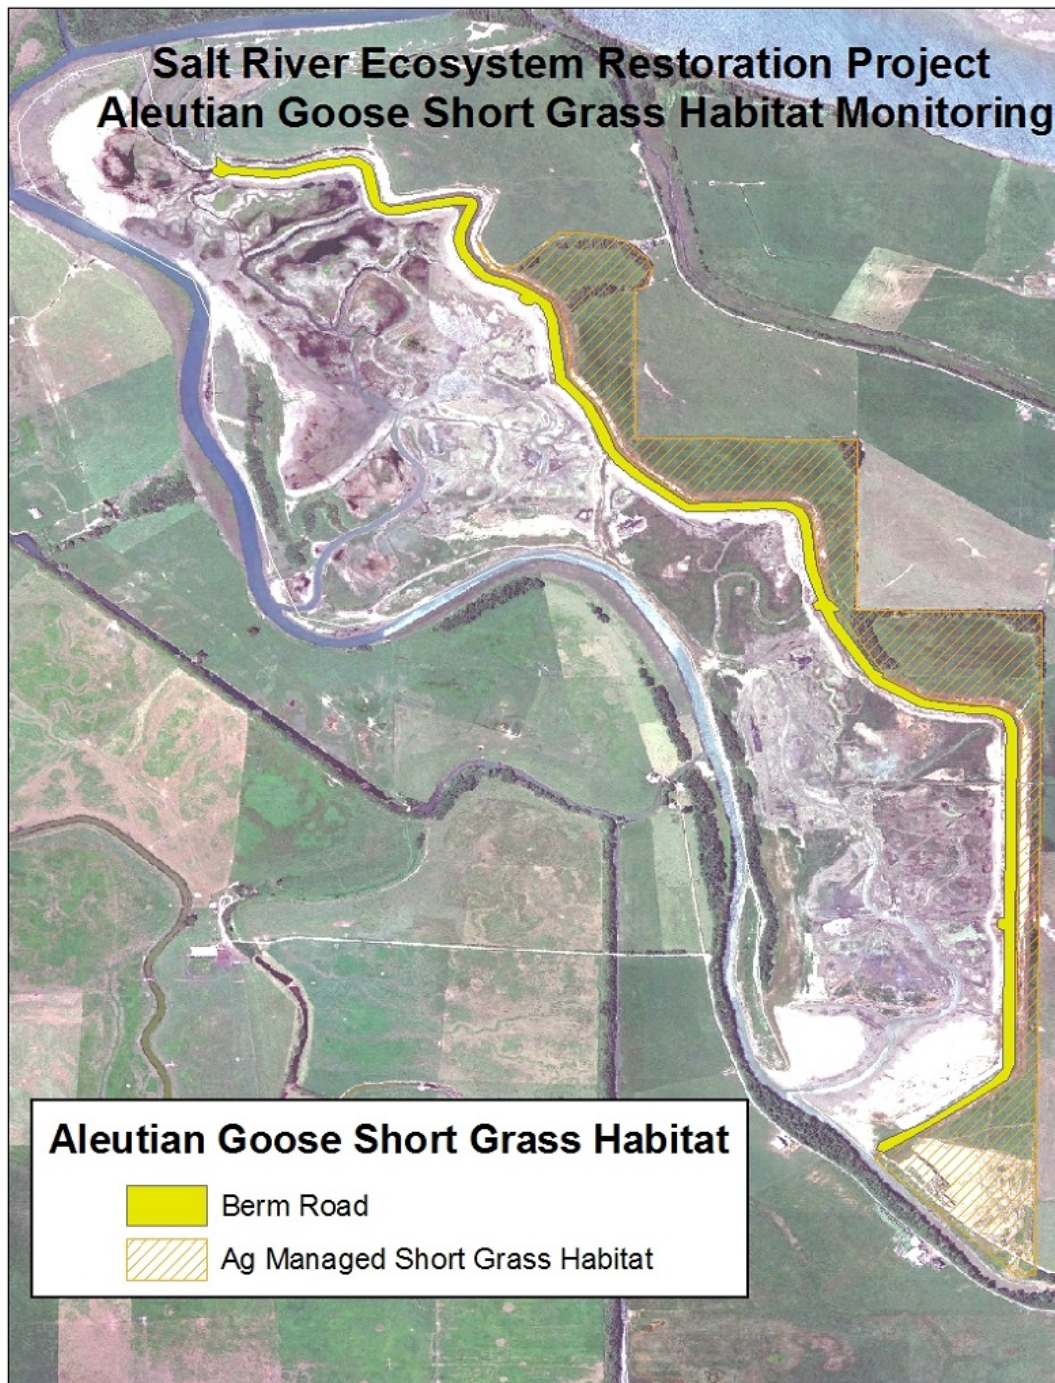 Salt River Ecosystem Restoration Project
Aleutian Goose Short Grass Habitat Monitoring
Aleutian Goose Short Grass Habitat
Berm Road
Ag Managed Short Grass Habitat